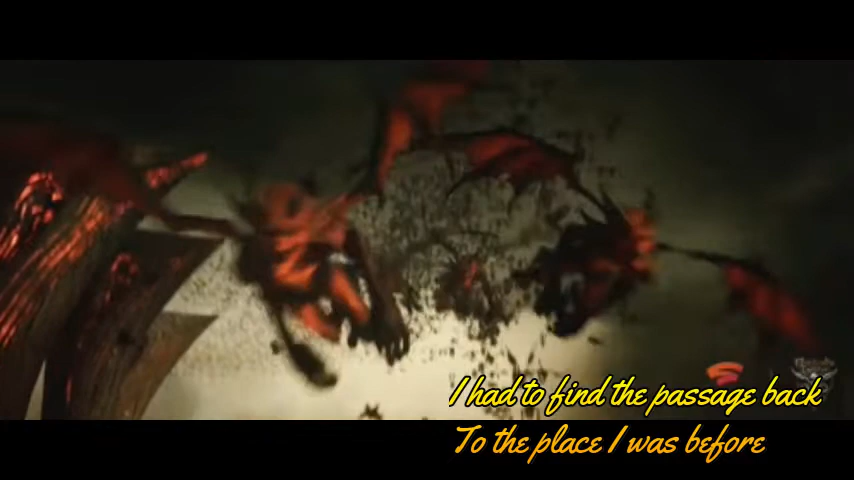 I had to find the passage back
To the place I was before